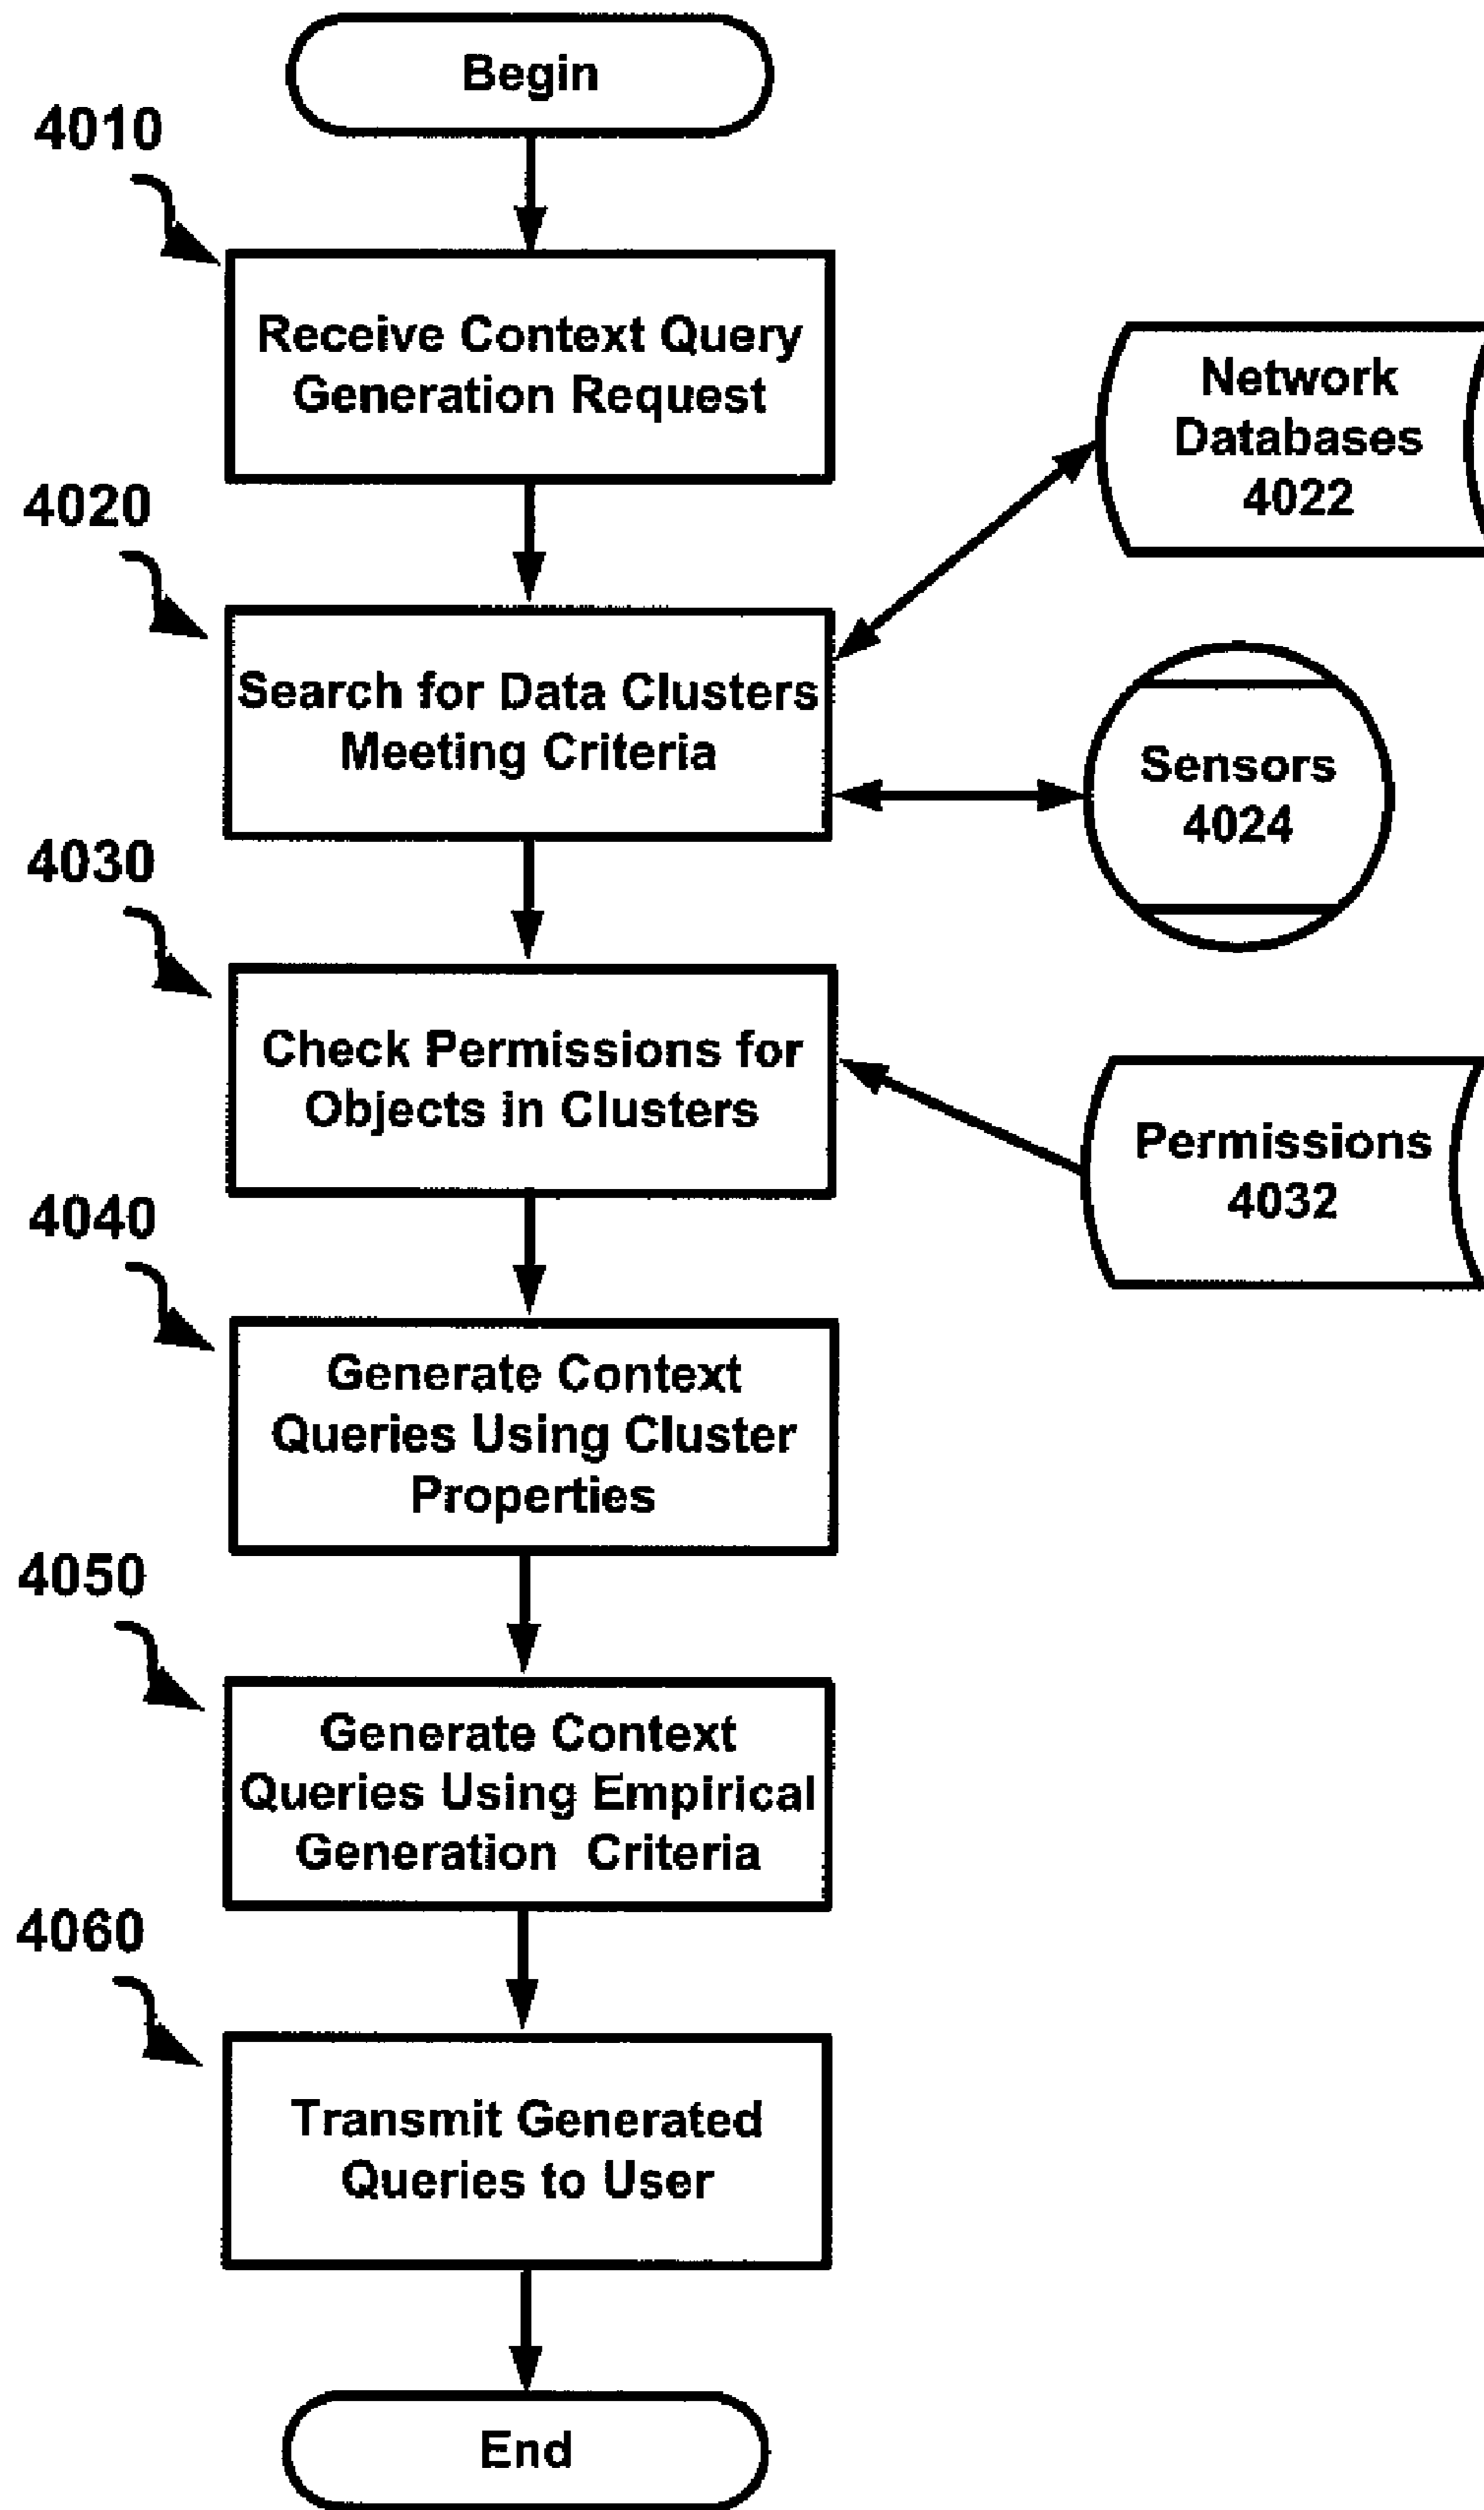 Begin
4010
Receive Context Query
Generation Request
Network
Databases
4022
4020
Search for Data Clusters
Meeting Criteria
Sensors
4024
4030
Check Permissions for
Objects in Clusters
Permissions
4032
4040
Generate Context
Queries Using Cluster
Properties
4050
Generate Context
Queries Using Empirical
Generation Criteria
4060
Transmit Generated
Queries to User
End